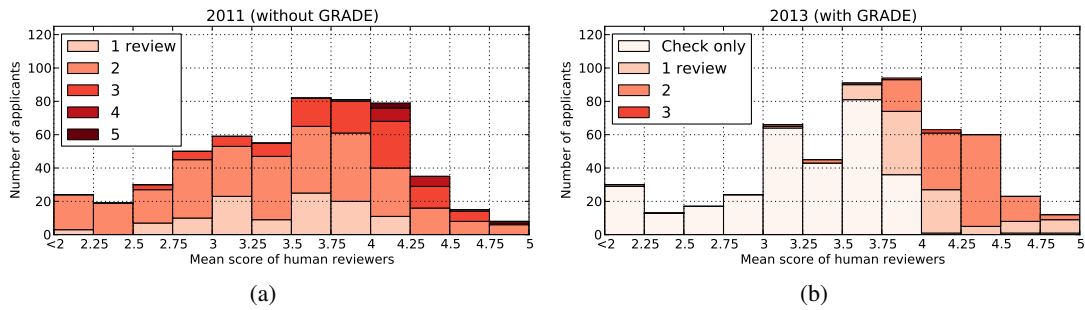 2011 (without GRADE)
Number of applicants
120
100
80
60
40
20
0
1 review
2
3
4
5
<2 2.25 2.5 2.75 3 3.25 3.5 3.75 4 4.25 4.5 4.75 5
Mean score of human reviewers
(a)
2013 (with GRADE)
Number of applicants
120
100
80
60
40
20
0
Check only
1 review
2
3
<2 2.25 2.5 2.75 3 3.25 3.5 3.75 4 4.25 4.5 4.75 5
Mean score of human reviewers
(b)